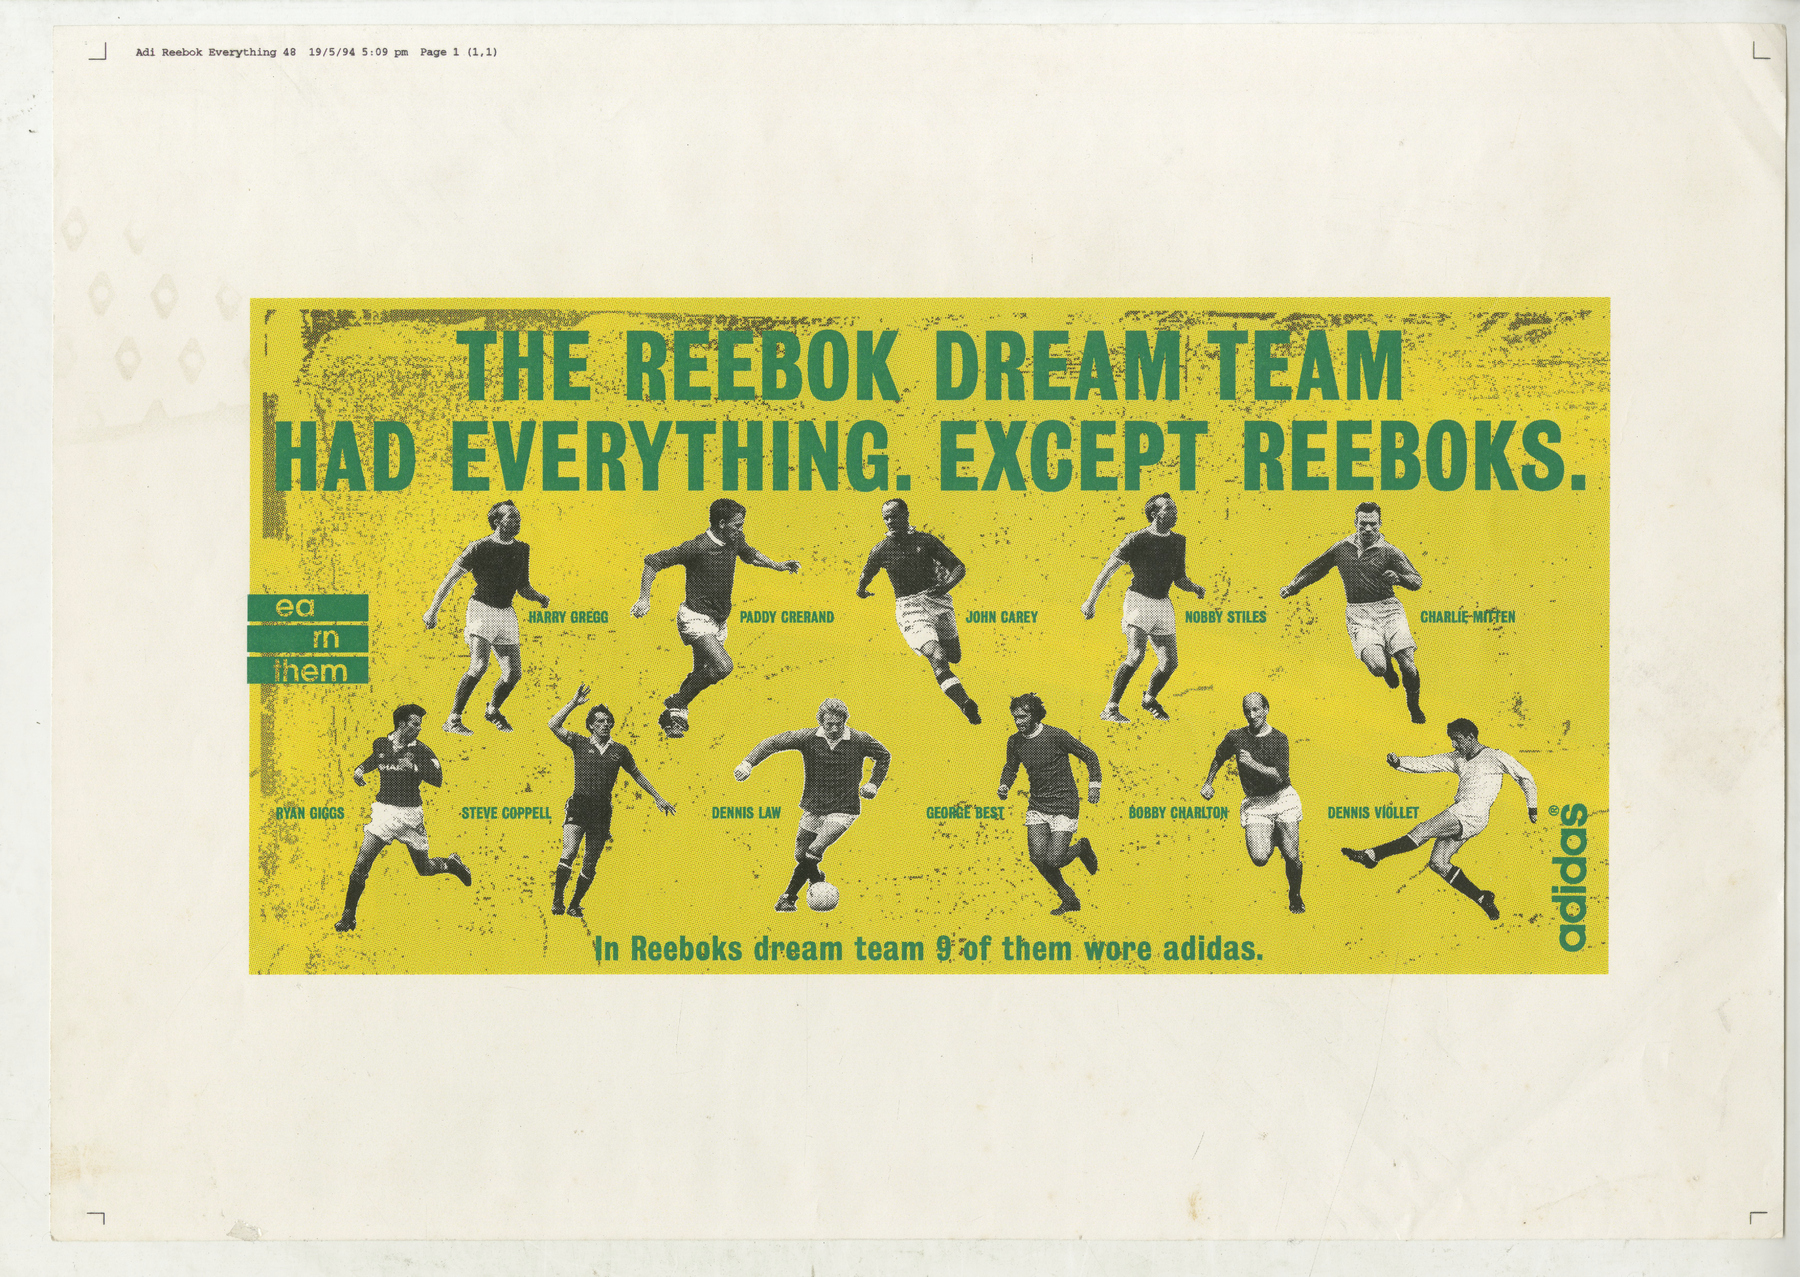 Adi Reebok Everything 48 19/5/94 5:09 pm Page 1 (1,1)
THE REEBOK DREAM TEAM
HAD EVERYTHING. EXCEPT REEBOKS.
ea
rn
them
HARRY GREGG
PADDY CRERAND
JOHN CAREY
NOBBY STILES
CHARLIE MITTEN
RYAN GIGGS
STEVE COPPELL
DENNIS LAW
GEORGE BEST
BOBBY CHARLTON
DENNIS VIOLLET
SHARP
adidas®
In Reeboks dream team 9 of them wore adidas.